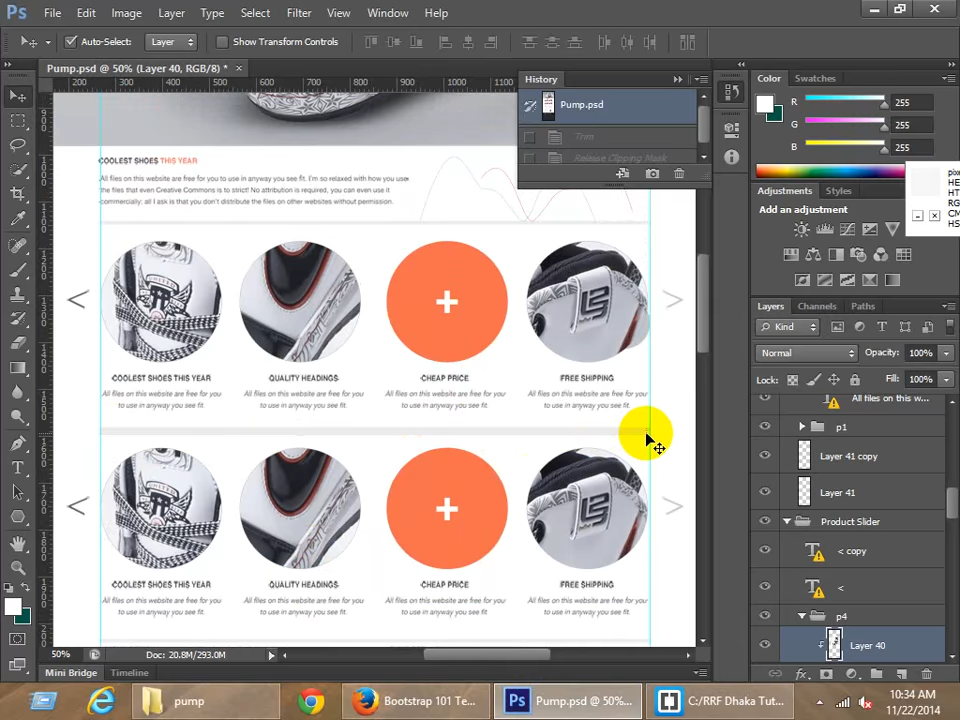 Ps File Edit Image Layer Type Select Filter View Window Help
Auto-Select: Layer Show Transform Controls
Pump.psd @ 50% (Layer 40, RGB/8) * ×
200 300 400 500 600 700 800 900 1000 1100
History
Pump.psd
Trim
Release Clipping Mask
Color Swatches
R 255
G 255
B 255
Adjustments Styles
Add an adjustment
Layers Channels Paths
Kind
Normal Opacity: 100%
Lock: Fill: 100%
All files on this w...
p1
Layer 41 copy
Layer 41
Product Slider
< copy
<
p4
Layer 40
COOLEST SHOES THIS YEAR
All files on this website are free for you to use in anyway. I'm so relaxed with how you use
the files that even Creative Commons is to strict! No attribution is required, you can even use it
commercially; all I ask is that you don't distribute the files on other websites without permission.
< + >
COOLEST SHOES THIS YEAR QUALITY HEADINGS CHEAP PRICE FREE SHIPPING
All files on this website are free for you All files on this website are free for you All files on this website are free for you All files on this website are free for you
to use in anyway you see fit. to use in anyway you see fit. to use in anyway you see fit. to use in anyway you see fit.
< + >
COOLEST SHOES THIS YEAR QUALITY HEADINGS CHEAP PRICE FREE SHIPPING
All files on this website are free for you All files on this website are free for you All files on this website are free for you All files on this website are free for you
to use in anyway you see fit. to use in anyway you see fit. to use in anyway you see fit. to use in anyway you see fit.
50% Doc: 20.8M/293.0M
Mini Bridge Timeline
pump Bootstrap 101 Te... Pump.psd @ 50%... C:/RRF Dhaka Tut... 10:34 AM
11/22/2014